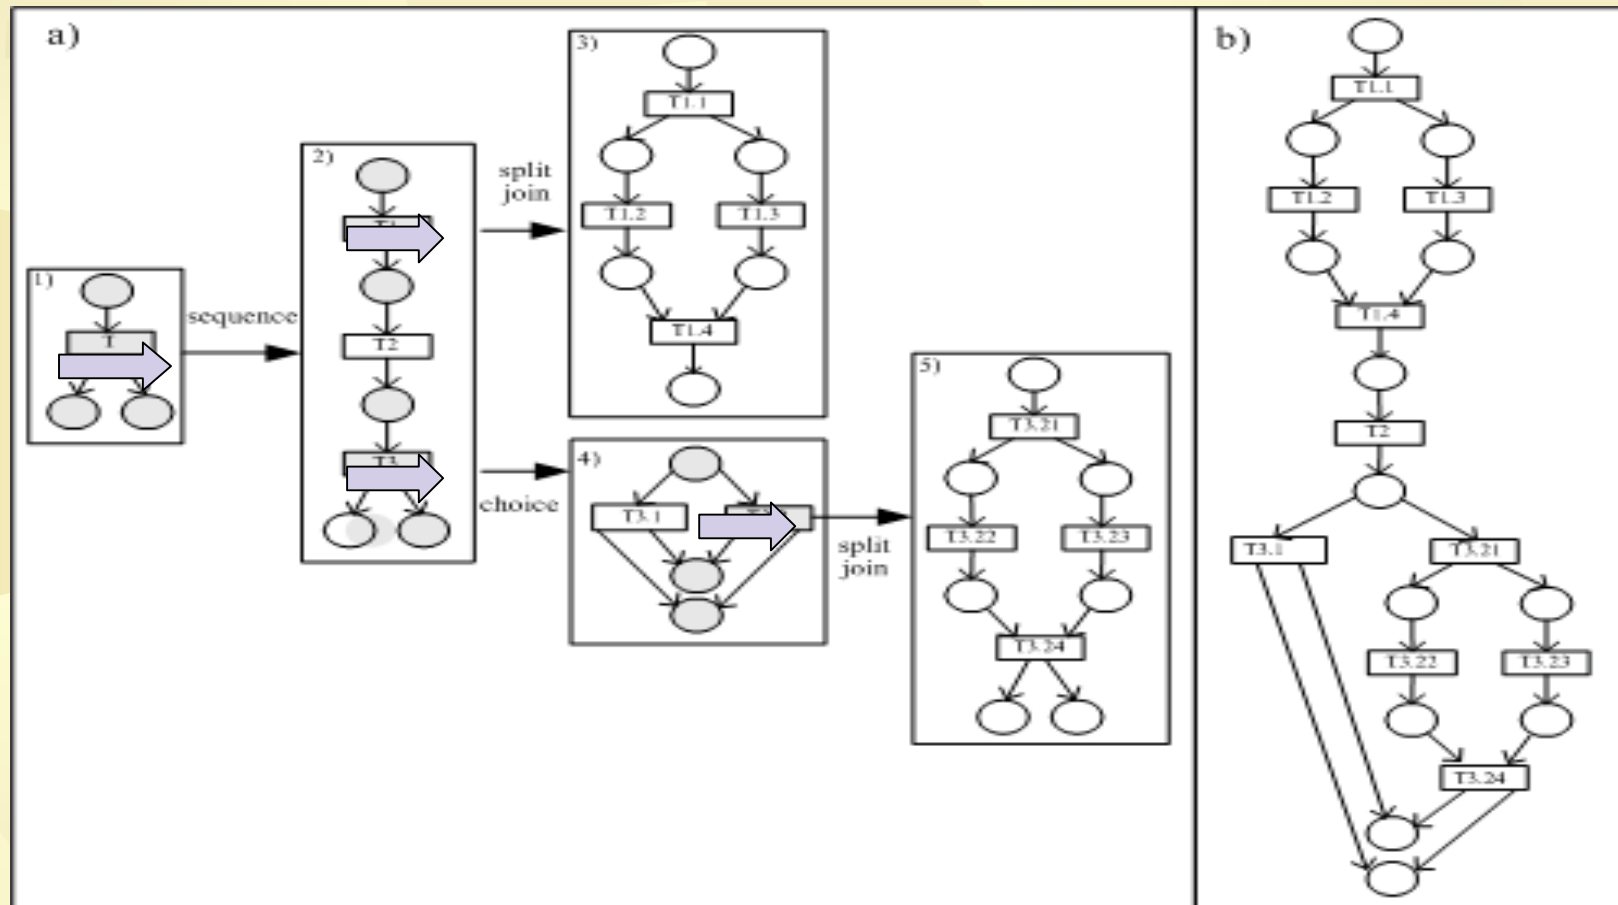 a)
1)
T
sequence
2)
T2
T3
split
join
choice
3)
T1.1
T1.2
T1.3
T1.4
4)
T3.1
split
join
5)
T3.21
T3.22
T3.23
T3.24
b)
T1.1
T1.2
T1.3
T1.4
T2
T3.1
T3.21
T3.22
T3.23
T3.24